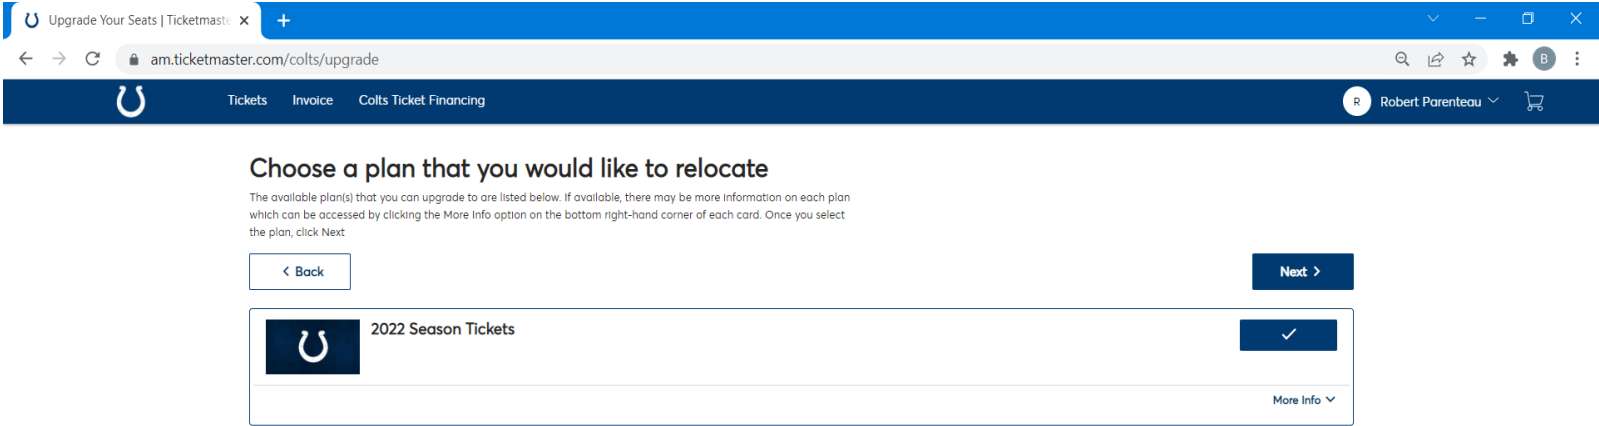 Upgrade Your Seats | Ticketmaste
am.ticketmaster.com/colts/upgrade
B
Tickets Invoice Colts Ticket Financing
R Robert Parenteau
Choose a plan that you would like to relocate
The available plan(s) that you can upgrade to are listed below. If available, there may be more information on each plan
which can be accessed by clicking the More Info option on the bottom right-hand corner of each card. Once you select
the plan, click Next
Back
Next
2022 Season Tickets
More Info